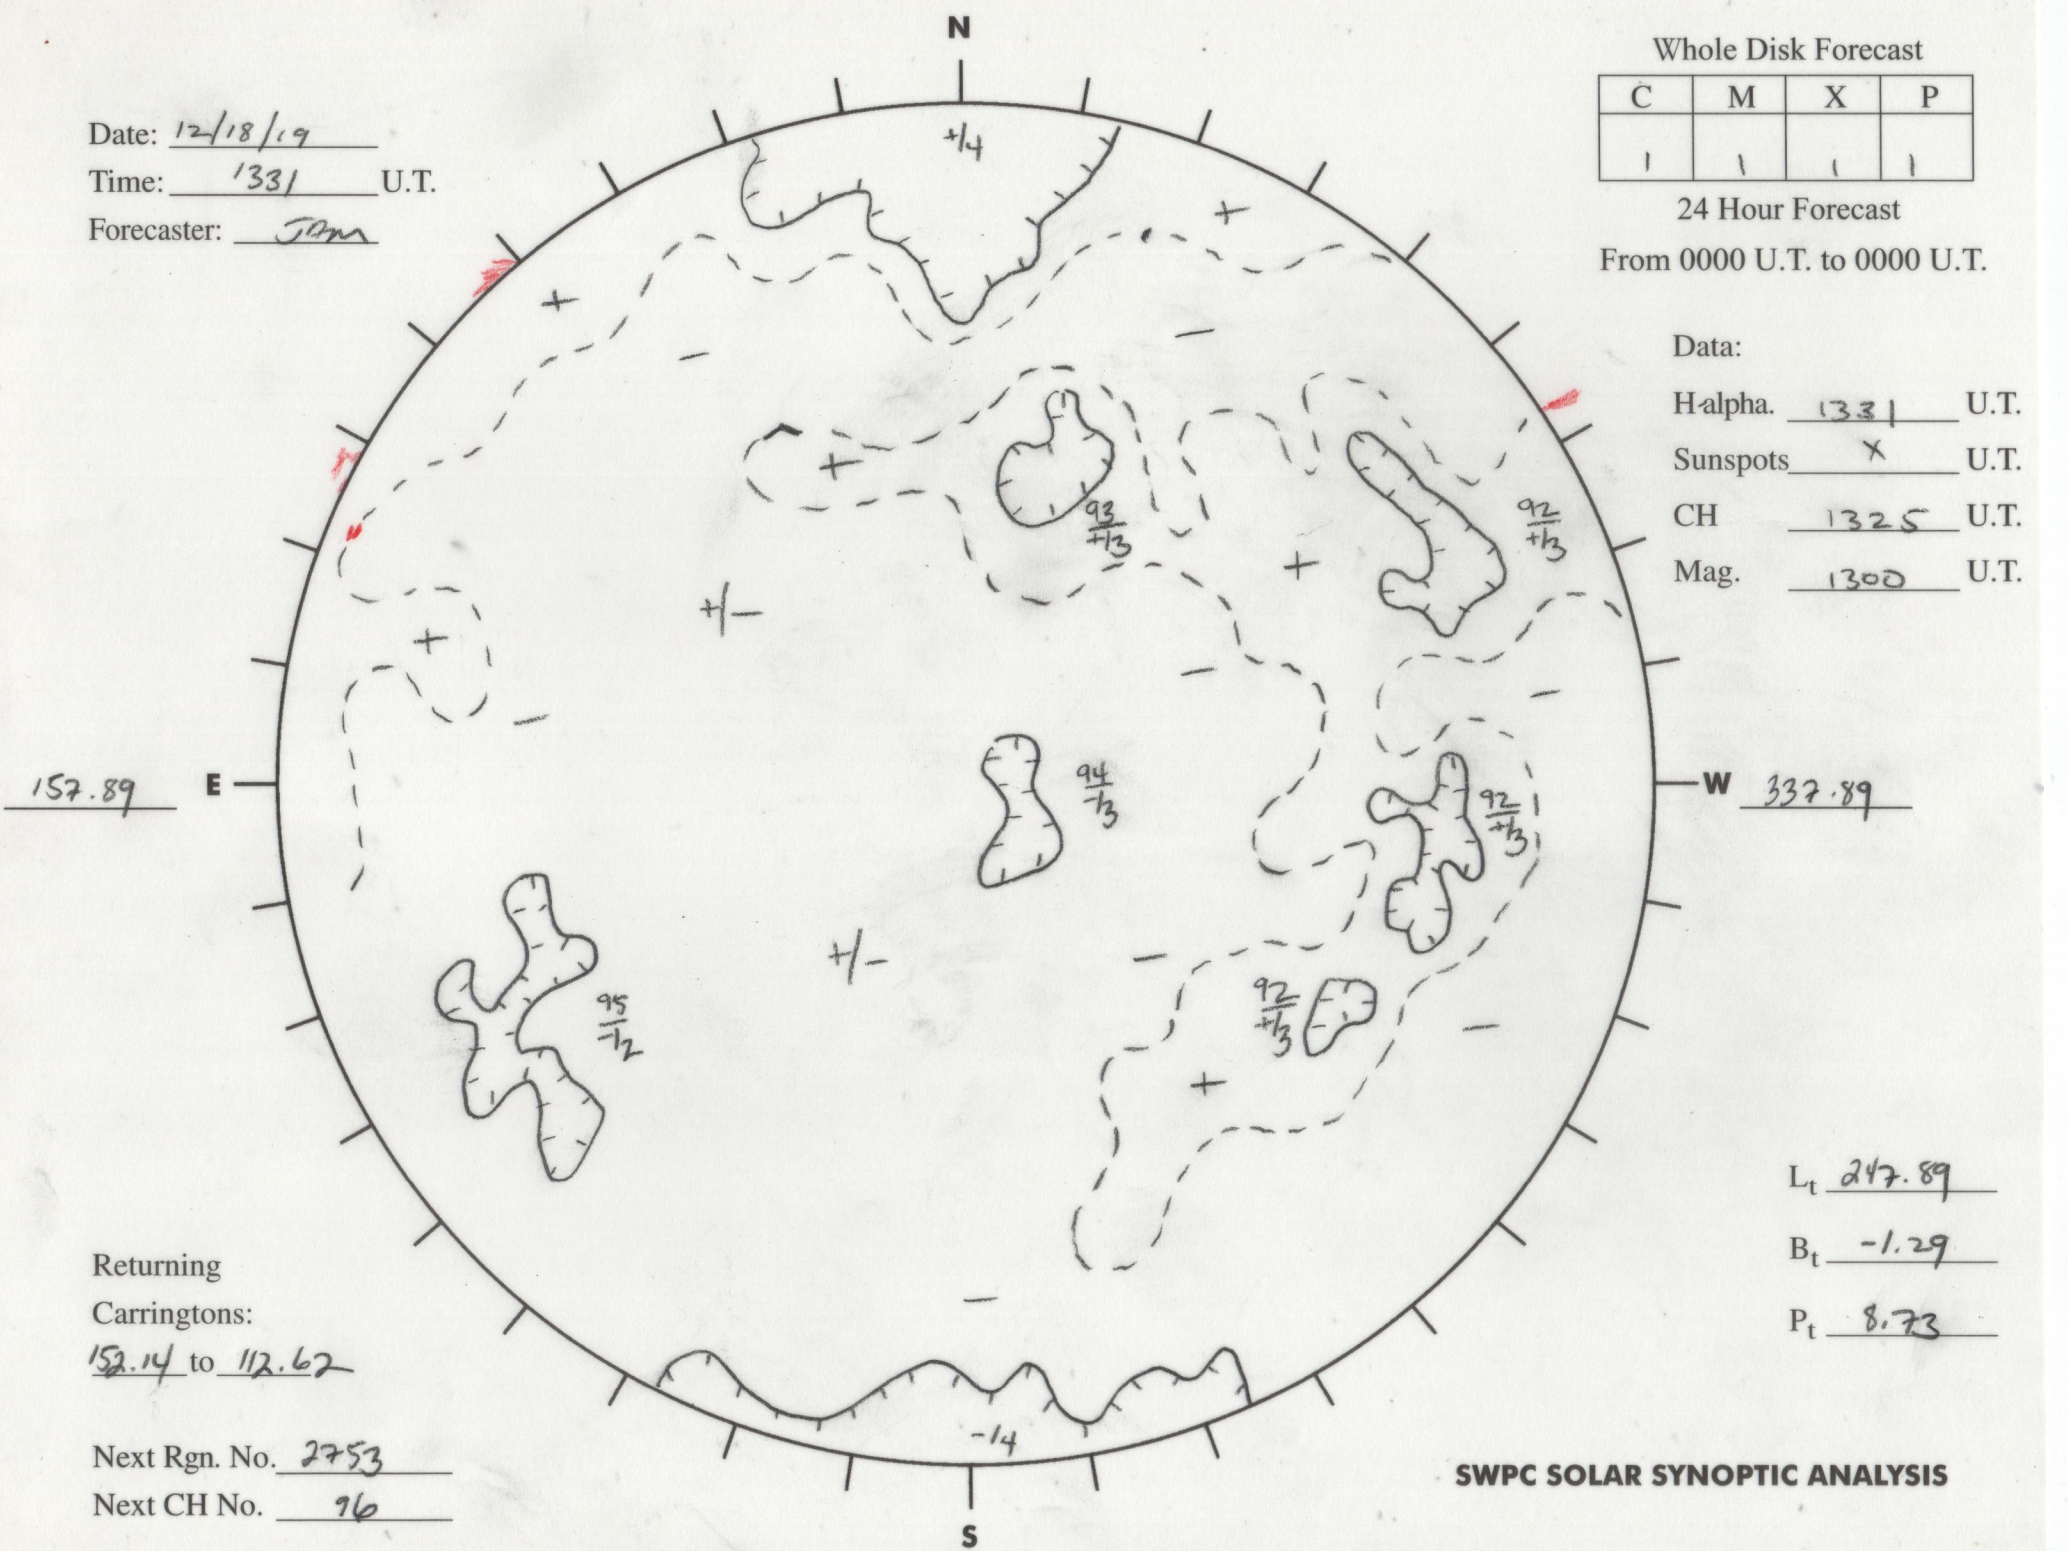 N
Whole Disk Forecast
C M X P
1 1 1 1
24 Hour Forecast
From 0000 U.T. to 0000 U.T.
Date: 12/18/19
Time: 1331 U.T.
Forecaster:
+/4
+
+
-
-
Data:
H-alpha. 1331 U.T.
Sunspots X U.T.
CH 1325 U.T.
Mag. 1300 U.T.
+
93
+/3
92
+/3
+
+/-
+
-
-
-
157.89 E
W 337.89
94
-/3
92
+/3
+/-
-
95
-/2
92
+/3
-
+
Lt 247.89
Bt -1.29
Pt 8.73
-
Returning
Carringtons:
152.14 to 112.62
-/4
Next Rgn. No. 2753
Next CH No. 96
SWPC SOLAR SYNOPTIC ANALYSIS
S